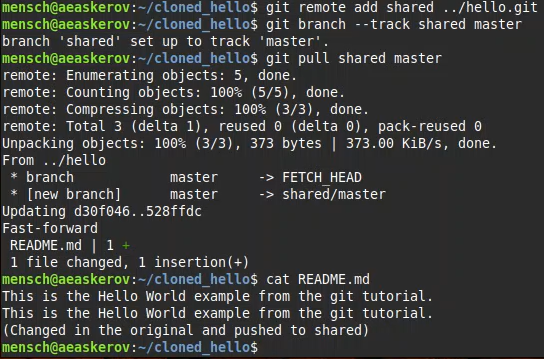 mensch@aeaskerov:~/cloned_hello$ git remote add shared ../hello.git
mensch@aeaskerov:~/cloned_hello$ git branch --track shared master
branch 'shared' set up to track 'master'.
mensch@aeaskerov:~/cloned_hello$ git pull shared master
remote: Enumerating objects: 5, done.
remote: Counting objects: 100% (5/5), done.
remote: Compressing objects: 100% (3/3), done.
remote: Total 3 (delta 1), reused 0 (delta 0), pack-reused 0
Unpacking objects: 100% (3/3), 373 bytes | 373.00 KiB/s, done.
From ../hello
 * branch            master     -> FETCH_HEAD
 * [new branch]      master     -> shared/master
Updating d30f046..528ffdc
Fast-forward
 README.md | 1 +
 1 file changed, 1 insertion(+)
mensch@aeaskerov:~/cloned_hello$ cat README.md
This is the Hello World example from the git tutorial.
This is the Hello World example from the git tutorial.
(Changed in the original and pushed to shared)
mensch@aeaskerov:~/cloned_hello$